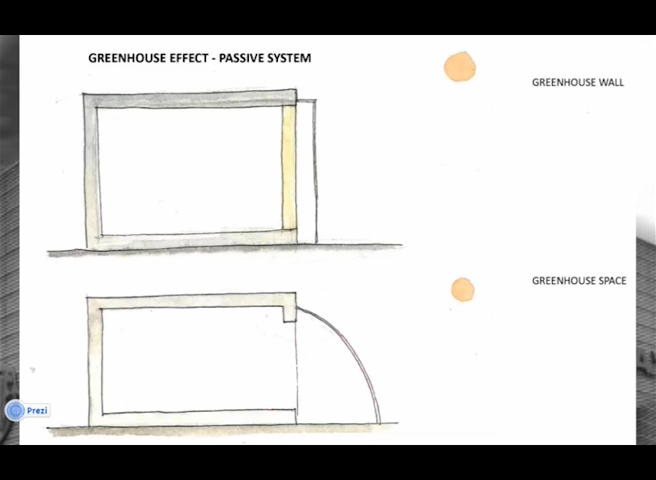 GREENHOUSE EFFECT - PASSIVE SYSTEM
GREENHOUSE WALL
GREENHOUSE SPACE
Prezi